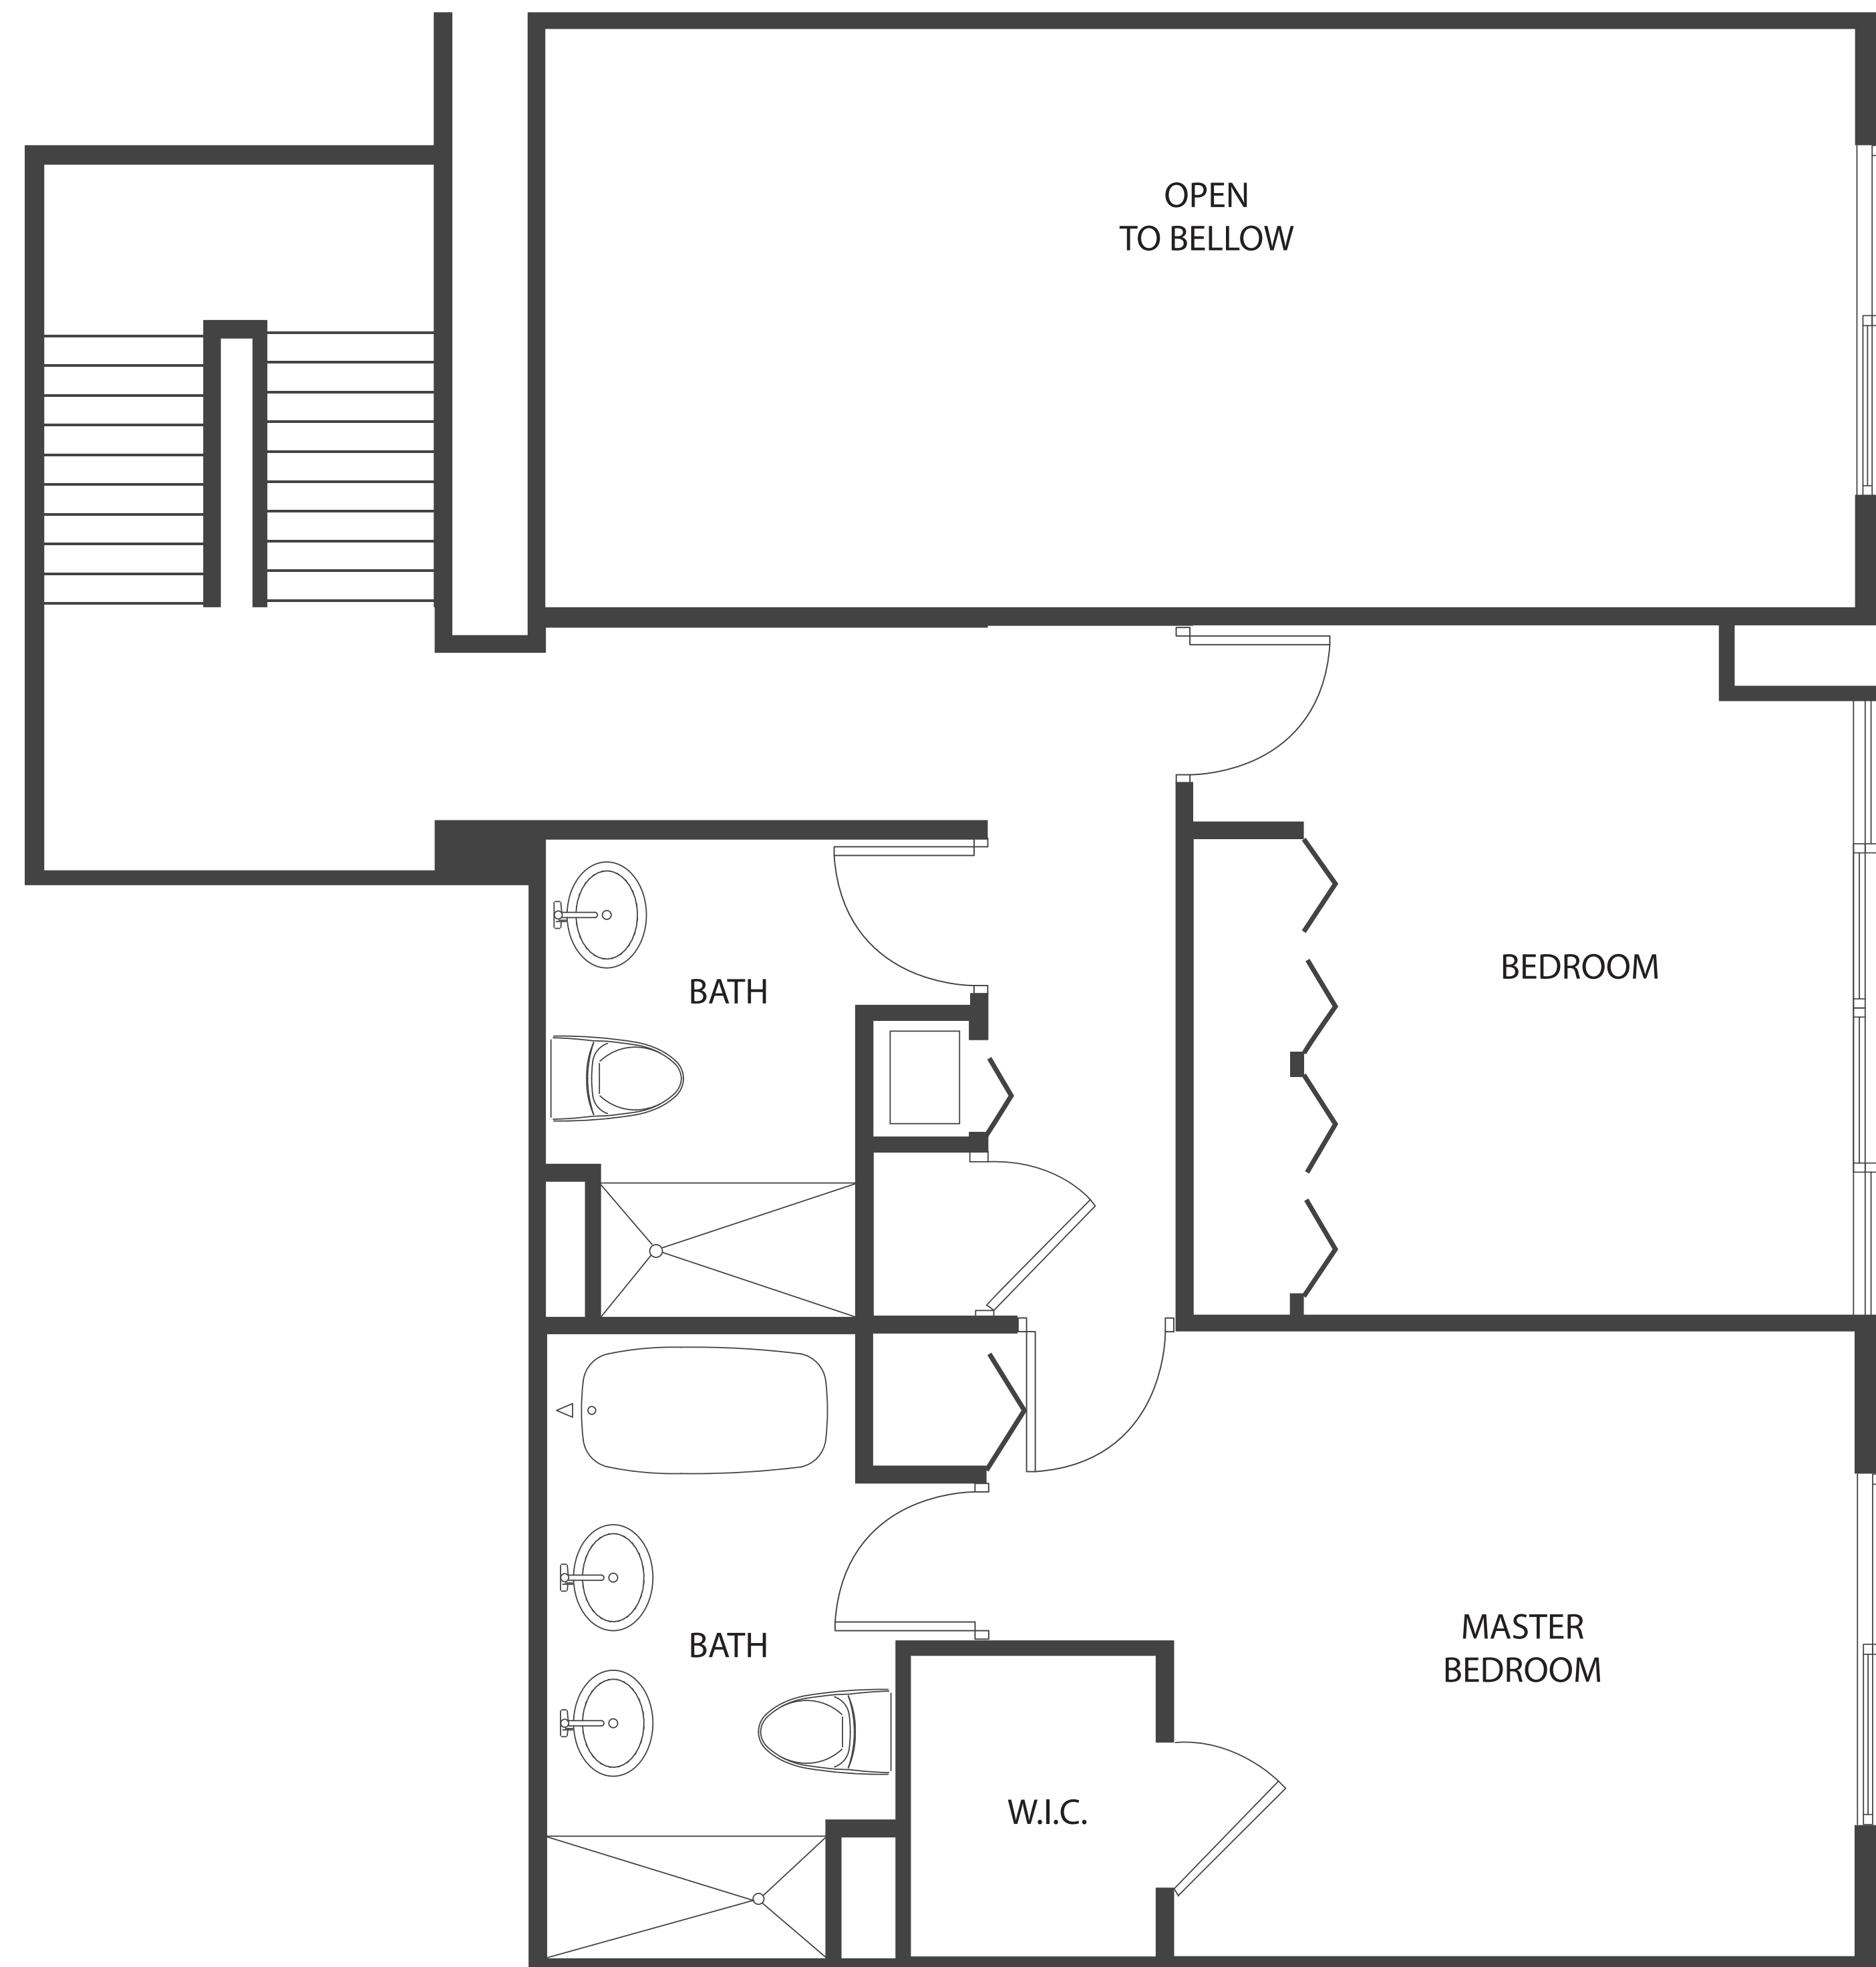 OPEN
TO BELLOW
BEDROOM
BATH
BATH
MASTER
BEDROOM
W.I.C.